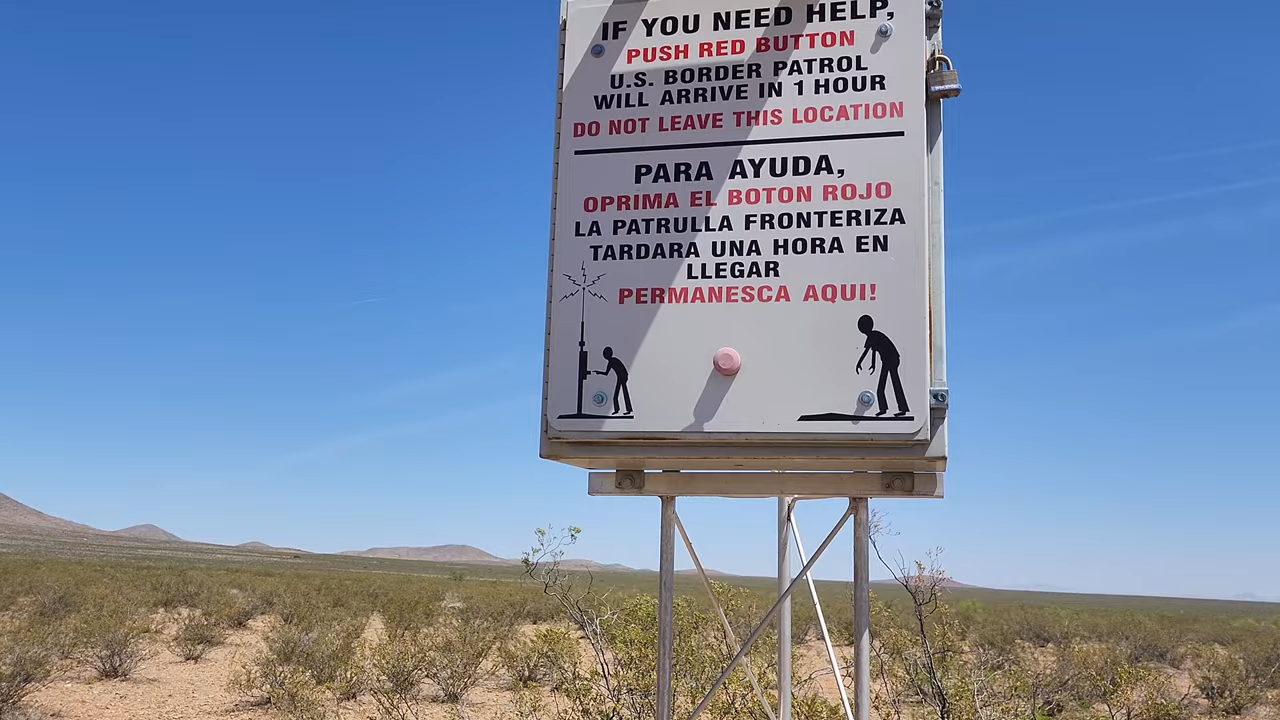 IF YOU NEED HELP,
PUSH RED BUTTON
U.S. BORDER PATROL
WILL ARRIVE IN 1 HOUR
DO NOT LEAVE THIS LOCATION
PARA AYUDA,
OPRIMA EL BOTON ROJO
LA PATRULLA FRONTERIZA
TARDARA UNA HORA EN
LLEGAR
PERMANESCA AQUI!